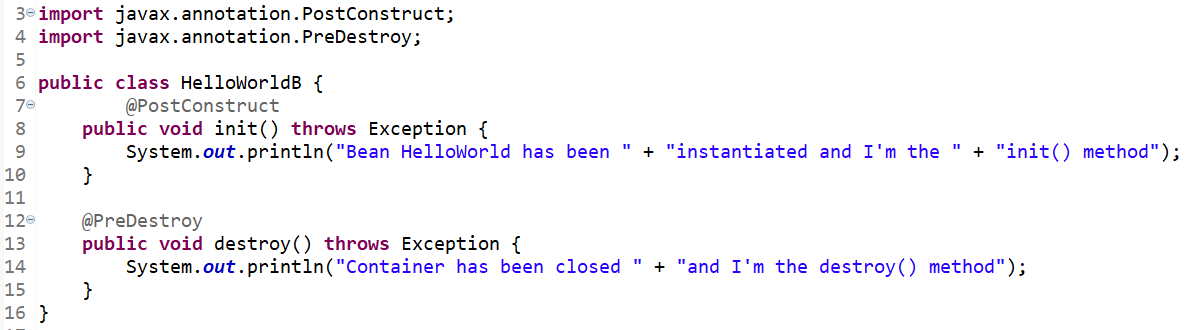 3 import javax.annotation.PostConstruct;
4 import javax.annotation.PreDestroy;
5
6 public class HelloWorldB {
7 @PostConstruct
8 public void init() throws Exception {
9 System.out.println("Bean HelloWorld has been " + "instantiated and I'm the " + "init() method");
10 }
11
12 @PreDestroy
13 public void destroy() throws Exception {
14 System.out.println("Container has been closed " + "and I'm the destroy() method");
15 }
16 }